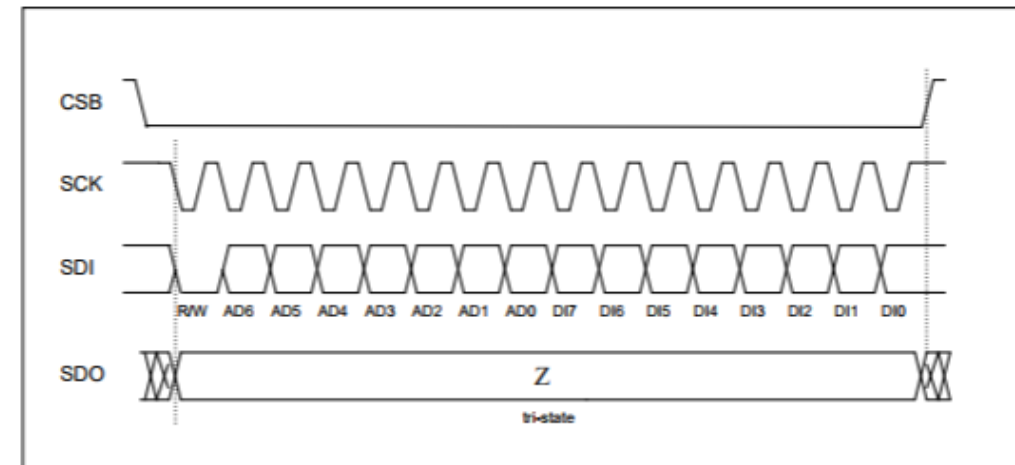 CSB
SCK
SDI
R/W AD6 AD5 AD4 AD3 AD2 AD1 AD0 DI7 DI6 DI5 DI4 DI3 DI2 DI1 DI0
SDO Z
tri-state